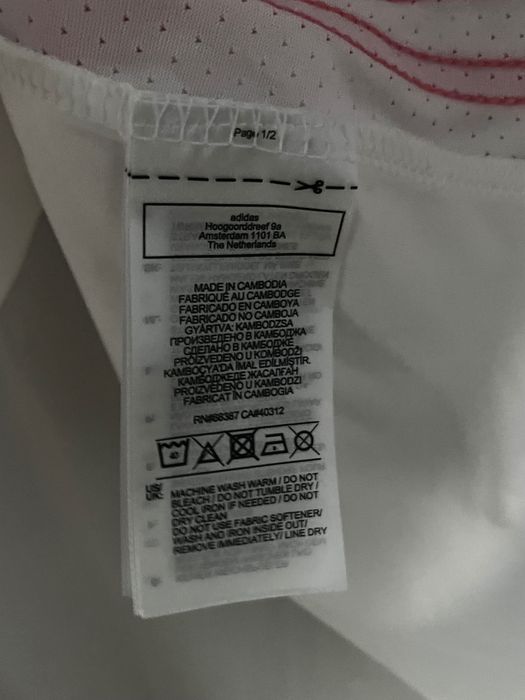 Page 1/2
adidas
Hoogoorddreef 9a
Amsterdam 1101 BA
The Netherlands
MADE IN CAMBODIA
FABRIQUÉ AU CAMBODGE
FABRICADO EN CAMBOYA
FABRICADO NO CAMBOJA
GYÁRTVA: KAMBODZSA
ПРОИЗВЕДЕНО В КАМБОДЖА
СДЕЛАНО В КАМБОДЖЕ
PROIZVEDENO U KOMBODŽI
KAMBOÇYA'DA İMAL EDİLMİŞTİR.
КАМБОДЖЕДЕ ЖАСАЛҒАН
PROIZVEDENO U KAMBODZI
FABRICAT ÎN CAMBOGIA
RN#88387 CA#40312
40
US/
UK:
MACHINE WASH WARM / DO NOT
BLEACH / DO NOT TUMBLE DRY /
COOL IRON IF NEEDED / DO NOT
DRY CLEAN
DO NOT USE FABRIC SOFTENER/
WASH AND IRON INSIDE OUT/
REMOVE IMMEDIATELY/ LINE DRY